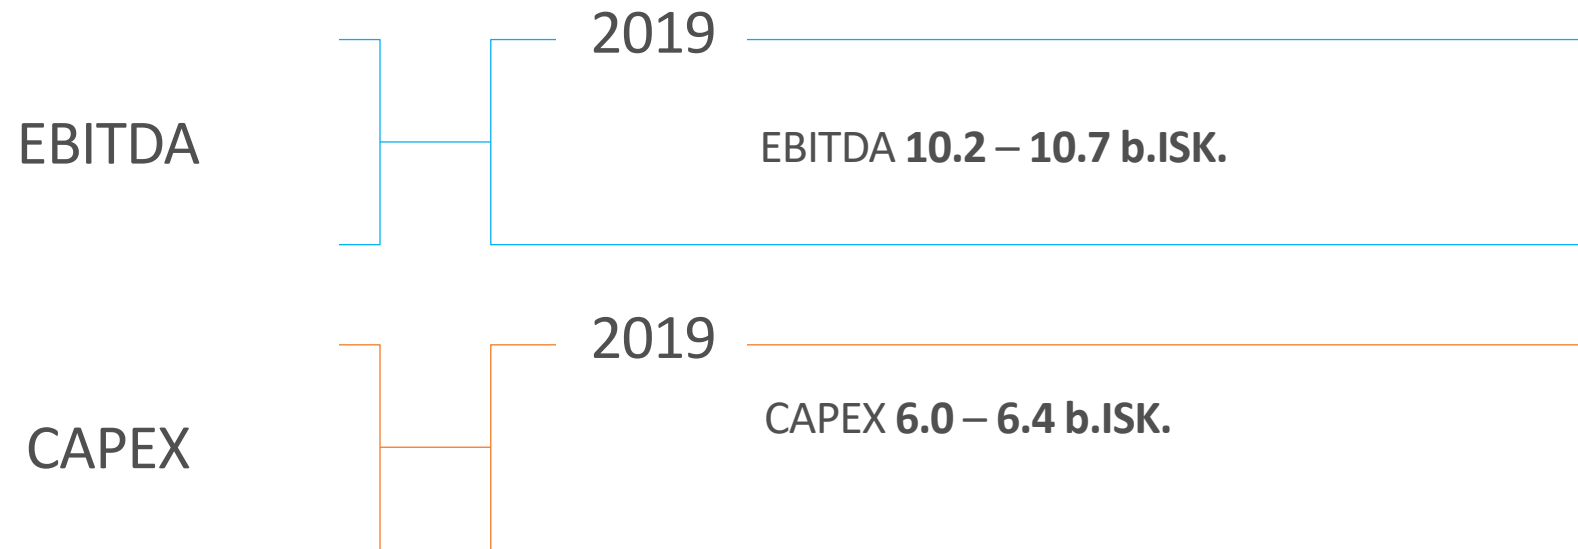 2019
EBITDA
EBITDA 10.2 – 10.7 b.ISK.
2019
CAPEX 6.0 – 6.4 b.ISK.
CAPEX